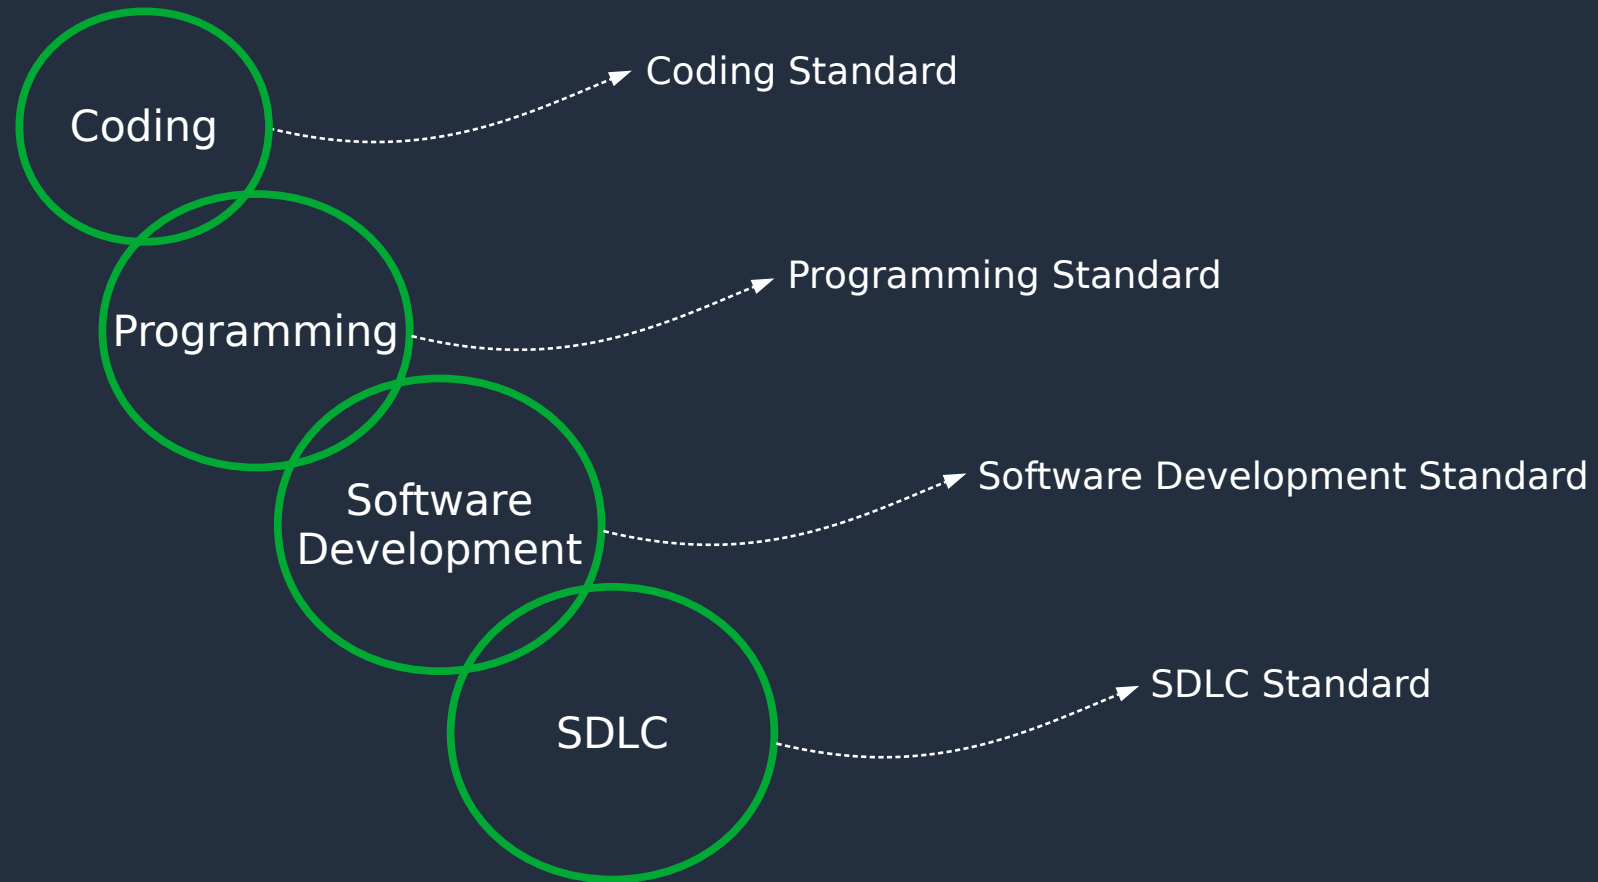 Coding
Coding Standard
Programming
Programming Standard
Software
Development
Software Development Standard
SDLC
SDLC Standard